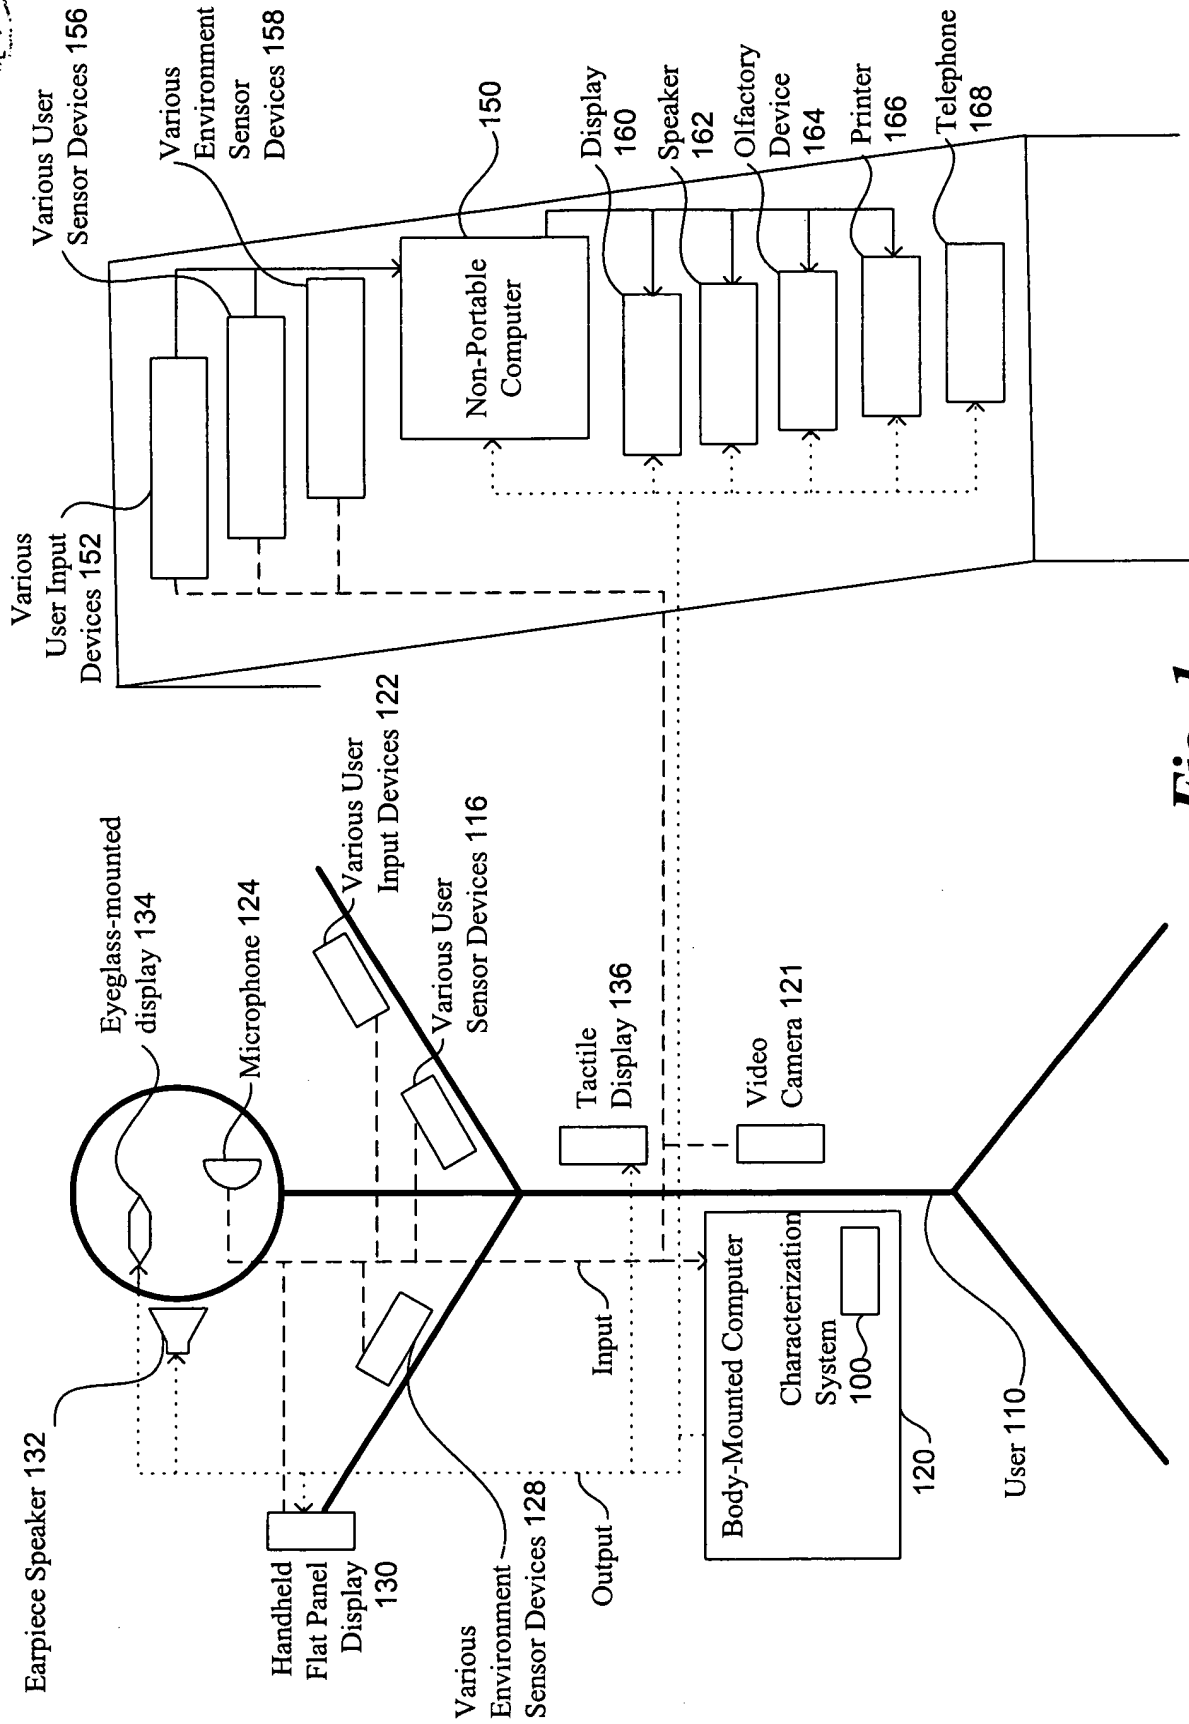 Earpiece Speaker 132
Eyeglass-mounted
display 134
Microphone 124
Various User
Input Devices 122
Various User
Sensor Devices 116
Handheld
Flat Panel
Display
130
Various
Environment
Sensor Devices 128
Output
Input
Tactile
Display 136
Video
Camera 121
Body-Mounted Computer
Characterization
System
100
120
User 110
Various
User Input
Devices 152
Various User
Sensor Devices 156
Various
Environment
Sensor
Devices 158
150
Non-Portable
Computer
Display
160
Speaker
162
Olfactory
Device
164
Printer
166
Telephone
168
Fig. 1